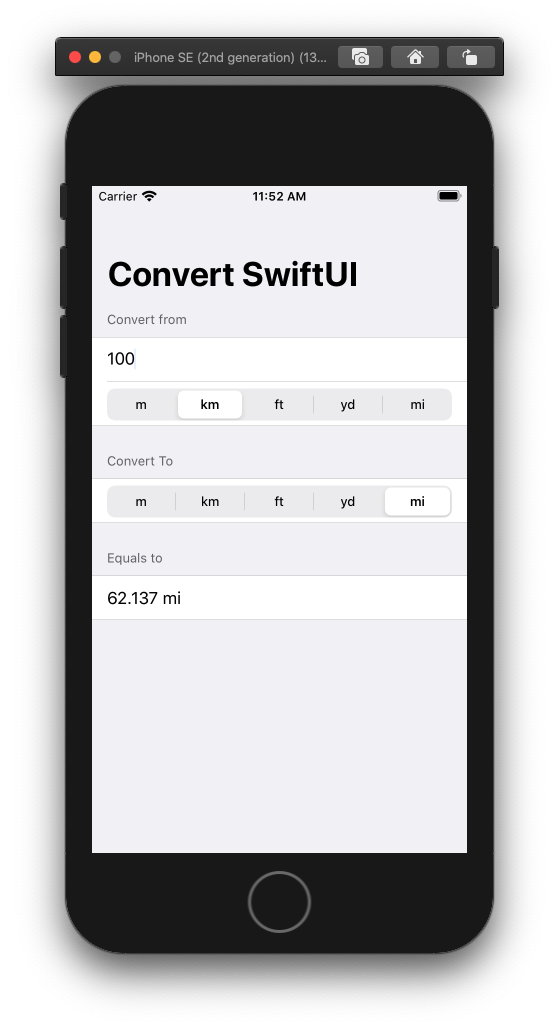 iPhone SE (2nd generation) (13...
Carrier 11:52 AM
Convert SwiftUI
Convert from
100
m km ft yd mi
Convert To
m km ft yd mi
Equals to
62.137 mi